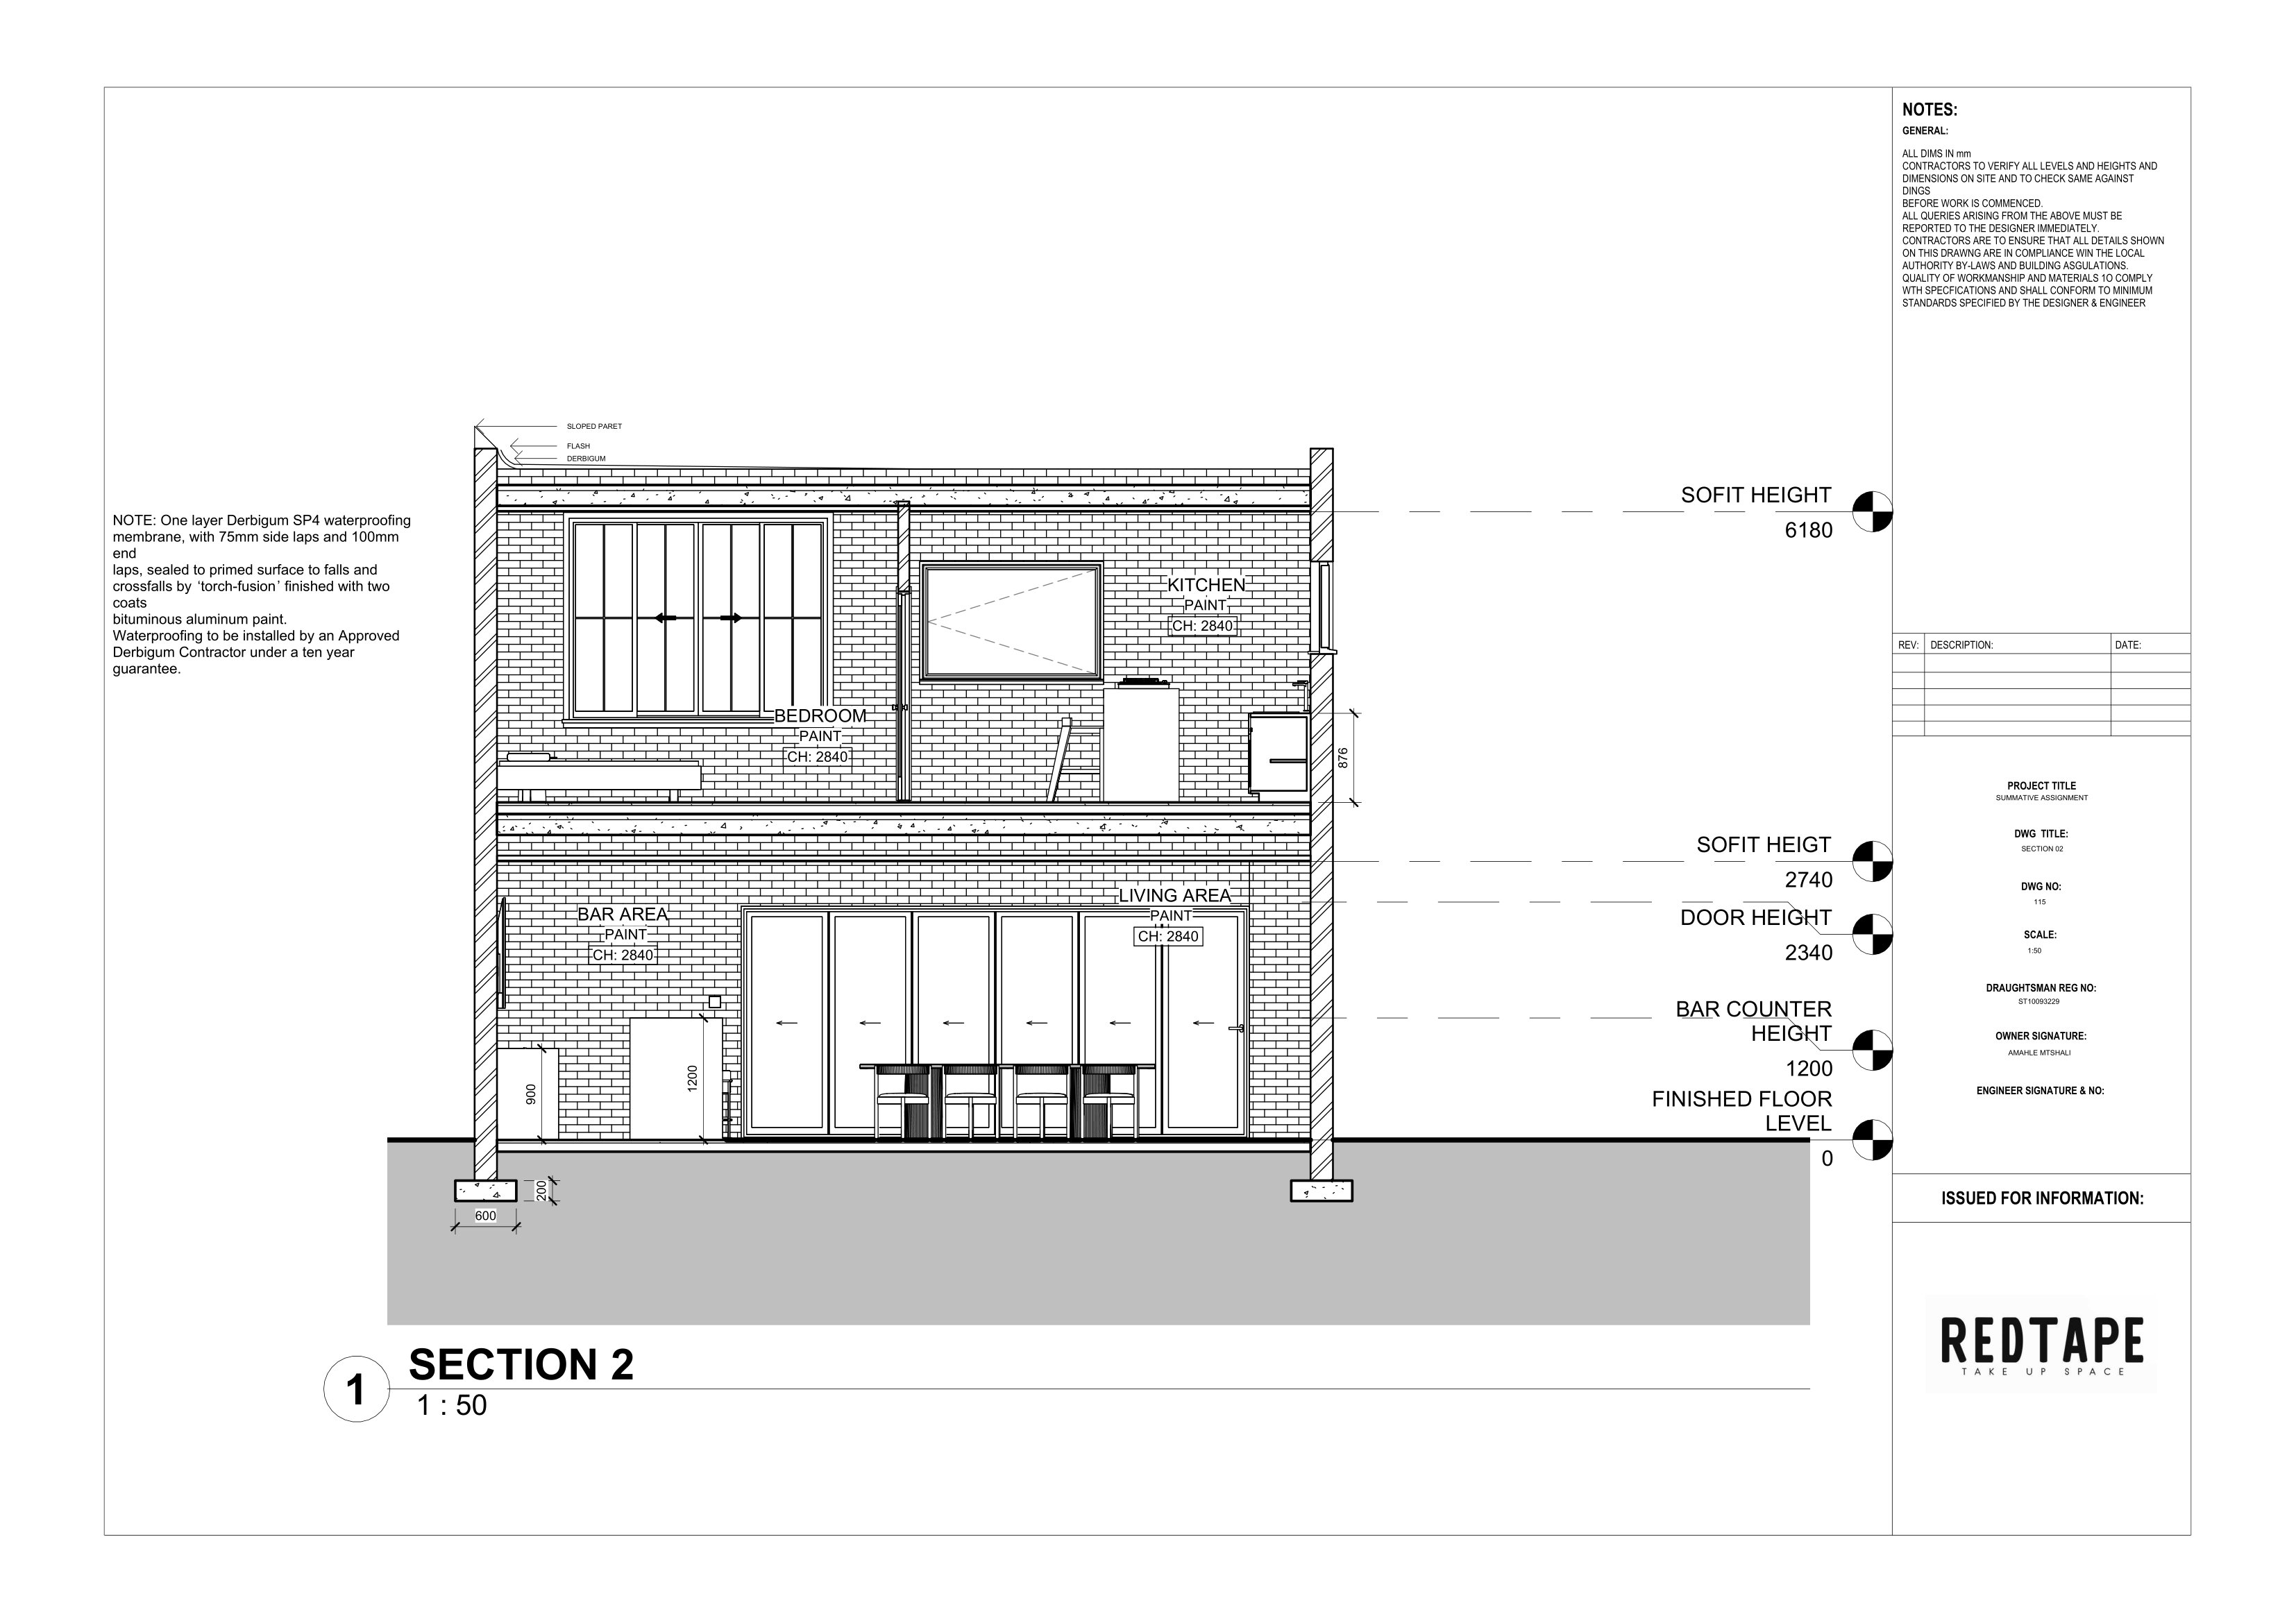 NOTES:
GENERAL:
ALL DIMS IN mm
CONTRACTORS TO VERIFY ALL LEVELS AND HEIGHTS AND
DIMENSIONS ON SITE AND TO CHECK SAME AGAINST
DINGS
BEFORE WORK IS COMMENCED.
ALL QUERIES ARISING FROM THE ABOVE MUST BE
REPORTED TO THE DESIGNER IMMEDIATELY.
CONTRACTORS ARE TO ENSURE THAT ALL DETAILS SHOWN
ON THIS DRAWNG ARE IN COMPLIANCE WIN THE LOCAL
AUTHORITY BY-LAWS AND BUILDING ASGULATIONS.
QUALITY OF WORKMANSHIP AND MATERIALS 1O COMPLY
WTH SPECFICATIONS AND SHALL CONFORM TO MINIMUM
STANDARDS SPECIFIED BY THE DESIGNER & ENGINEER
SLOPED PARET
FLASH
DERBIGUM
NOTE: One layer Derbigum SP4 waterproofing
membrane, with 75mm side laps and 100mm
end
laps, sealed to primed surface to falls and
crossfalls by ‘torch-fusion’ finished with two
coats
bituminous aluminum paint.
Waterproofing to be installed by an Approved
Derbigum Contractor under a ten year
guarantee.
SOFIT HEIGHT
6180
KITCHEN
PAINT
CH: 2840
BEDROOM
PAINT
CH: 2840
876
SOFIT HEIGT
2740
LIVING AREA
PAINT
CH: 2840
BAR AREA
PAINT
CH: 2840
DOOR HEIGHT
2340
BAR COUNTER
HEIGHT
1200
900
1200
FINISHED FLOOR
LEVEL
0
200
600
1
SECTION 2
1 : 50
REV: DESCRIPTION: DATE:
PROJECT TITLE
SUMMATIVE ASSIGNMENT
DWG TITLE:
SECTION 02
DWG NO:
115
SCALE:
1:50
DRAUGHTSMAN REG NO:
ST10093229
OWNER SIGNATURE:
AMAHLE MTSHALI
ENGINEER SIGNATURE & NO:
ISSUED FOR INFORMATION:
REDTAPE
TAKE UP SPACE